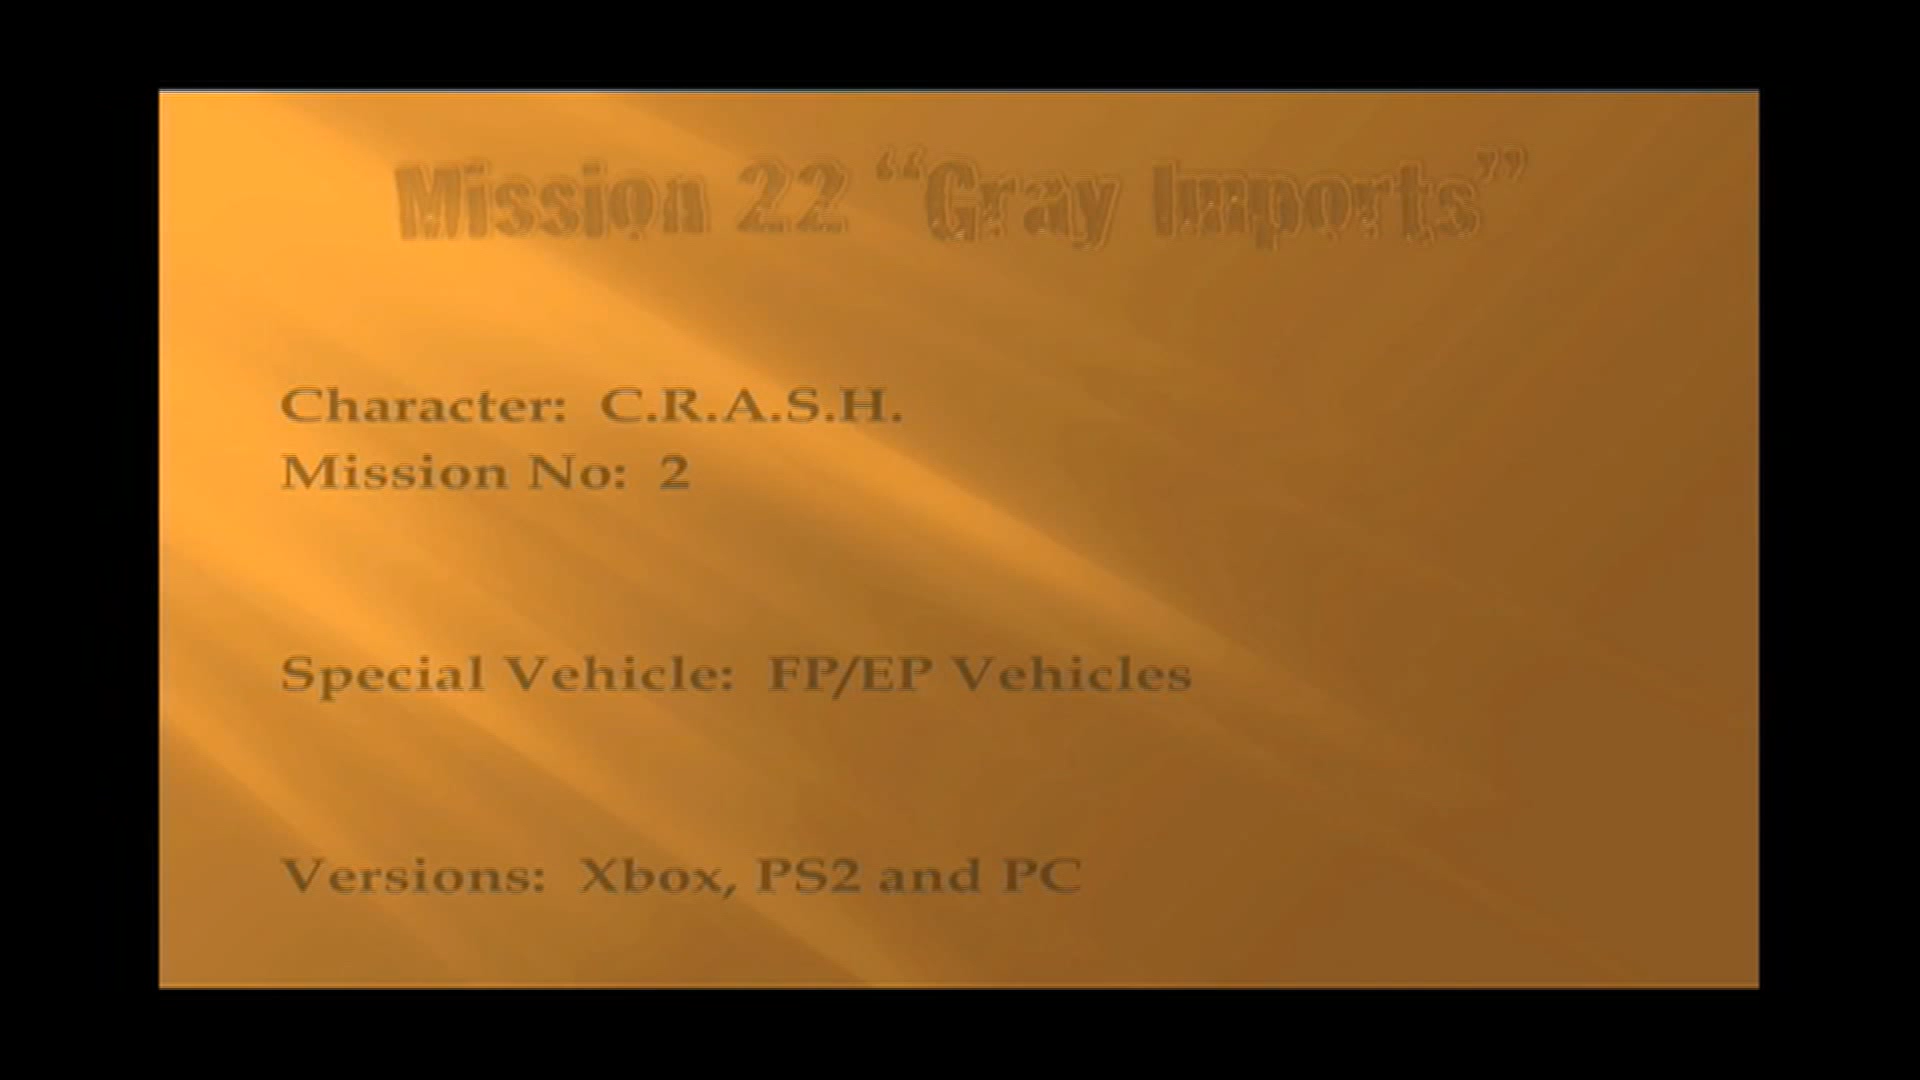 Mission 22 “Gray Imports”
Character: C.R.A.S.H.
Mission No: 2
Special Vehicle: FP/EP Vehicles
Versions: Xbox, PS2 and PC